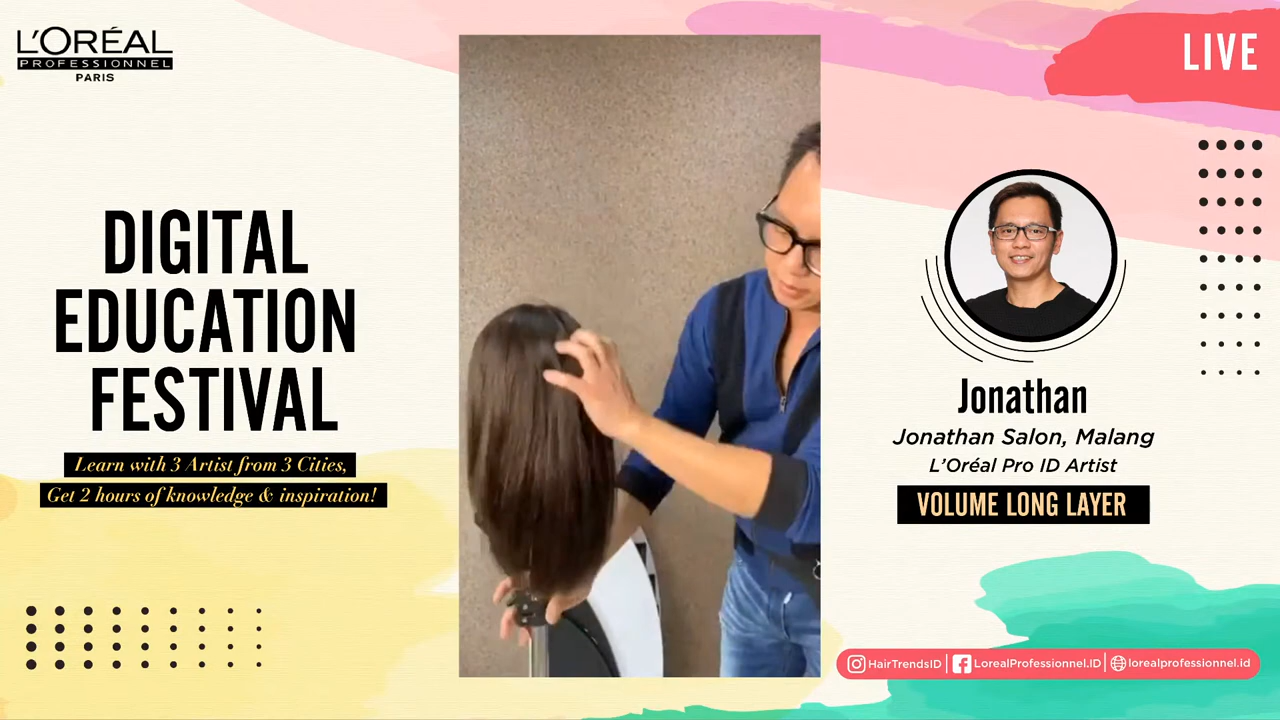 L'ORÉAL
PROFESSIONNEL
PARIS
DIGITAL
EDUCATION
FESTIVAL
Learn with 3 Artist from 3 Cities,
Get 2 hours of knowledge & inspiration!
LIVE
Jonathan
Jonathan Salon, Malang
L'Oréal Pro ID Artist
VOLUME LONG LAYER
HairTrendsID | LorealProfessionnel.ID | lorealprofessionnel.id